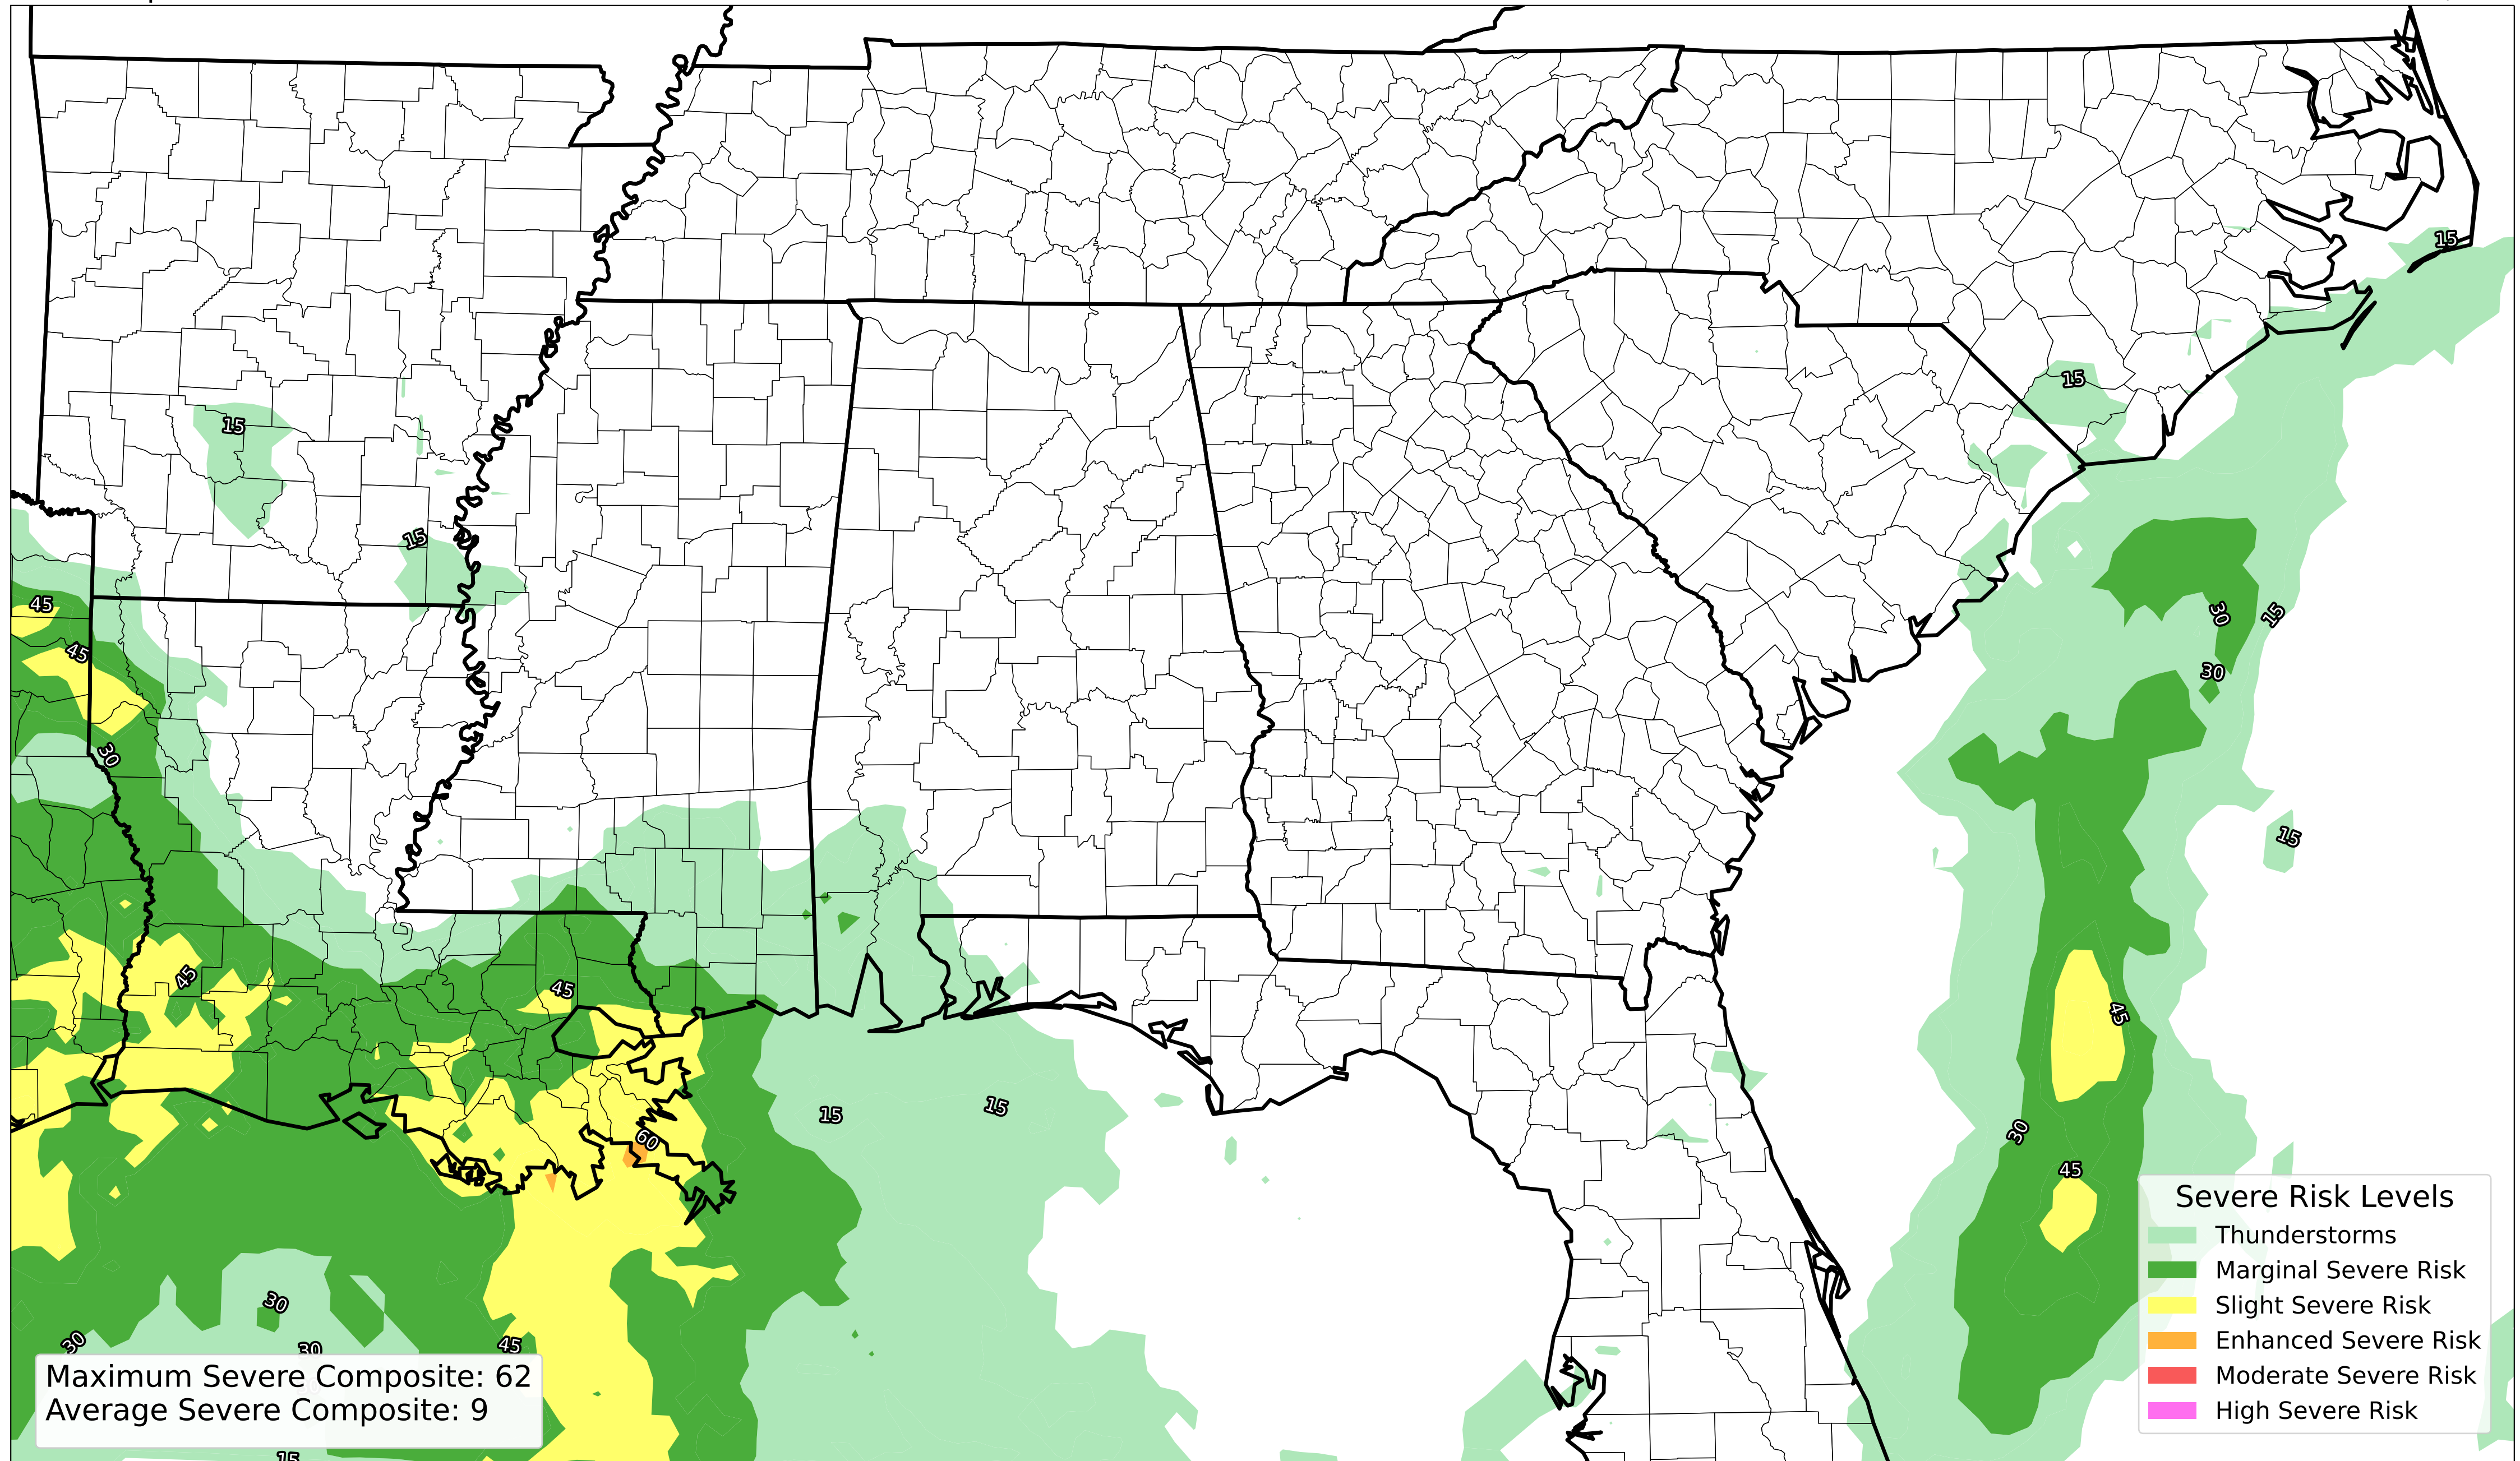 15
15
15
15
45
45
30
30
15
30
15
45
45
45
60
15
15
30
45
30
30
30
45
15
Severe Risk Levels
Thunderstorms
Marginal Severe Risk
Slight Severe Risk
Enhanced Severe Risk
Moderate Severe Risk
High Severe Risk
Maximum Severe Composite: 62
Average Severe Composite: 9